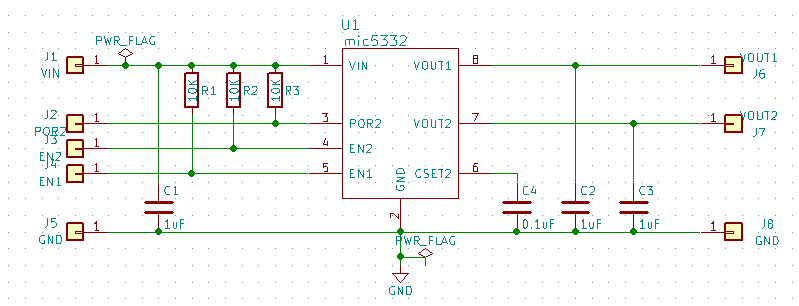 U1
mic5332
PWR_FLAG
J1
1
VIN
1
VIN
VOUT1
8
1
VOUT1
J6
10K
R1
10K
R2
10K
R3
J2
1
POR2
3
POR2
VOUT2
7
1
VOUT2
J7
J3
1
EN2
4
EN2
J4
1
EN1
5
EN1
GND
CSET2
6
2
C1
1uF
C4
0.1uF
C2
1uF
C3
1uF
J5
1
GND
1
J8
GND
PWR_FLAG
GND